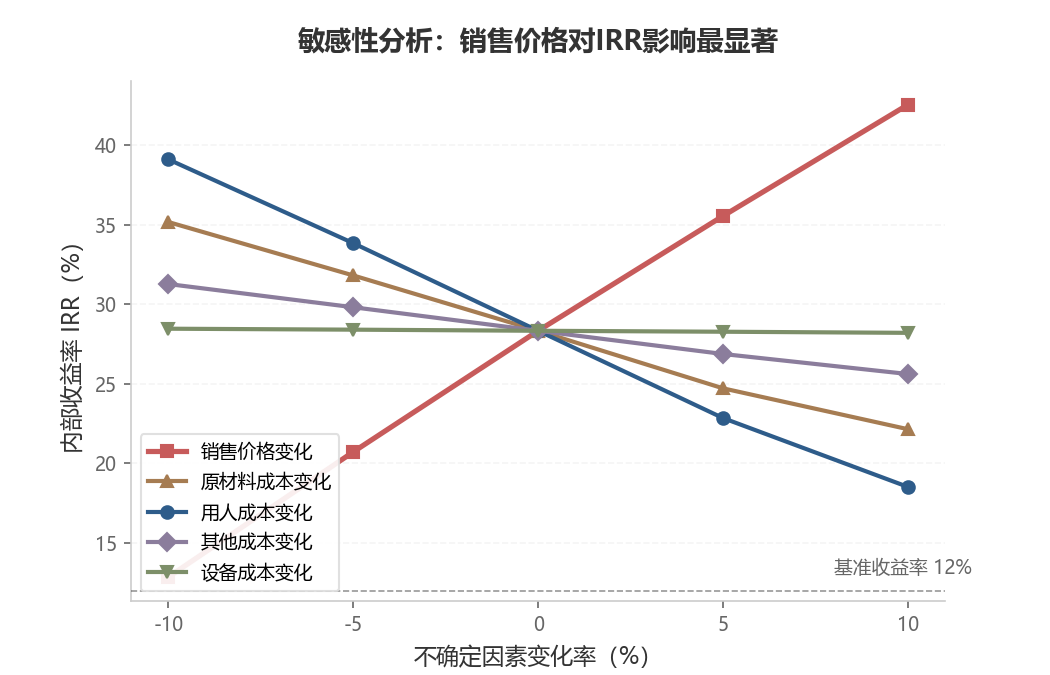 敏感性分析：销售价格对IRR影响最显著
内部收益率 IRR（%）
40
35
30
25
20
15
销售价格变化
原材料成本变化
用人成本变化
其他成本变化
设备成本变化
基准收益率 12%
-10
-5
0
5
10
不确定因素变化率（%）